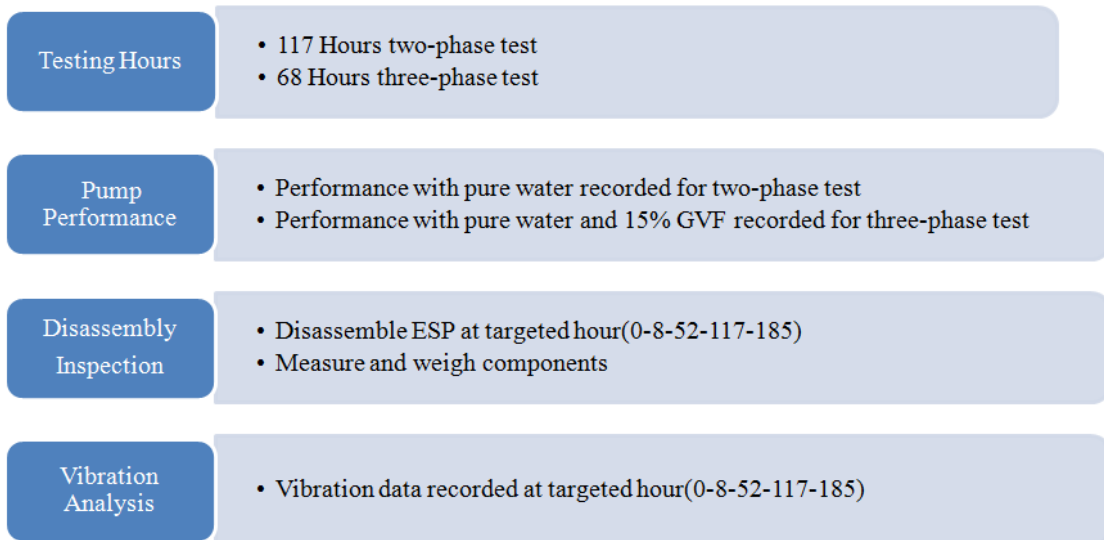 Testing Hours
• 117 Hours two-phase test
• 68 Hours three-phase test
Pump
Performance
• Performance with pure water recorded for two-phase test
• Performance with pure water and 15% GVF recorded for three-phase test
Disassembly
Inspection
• Disassemble ESP at targeted hour(0-8-52-117-185)
• Measure and weigh components
Vibration
Analysis
• Vibration data recorded at targeted hour(0-8-52-117-185)